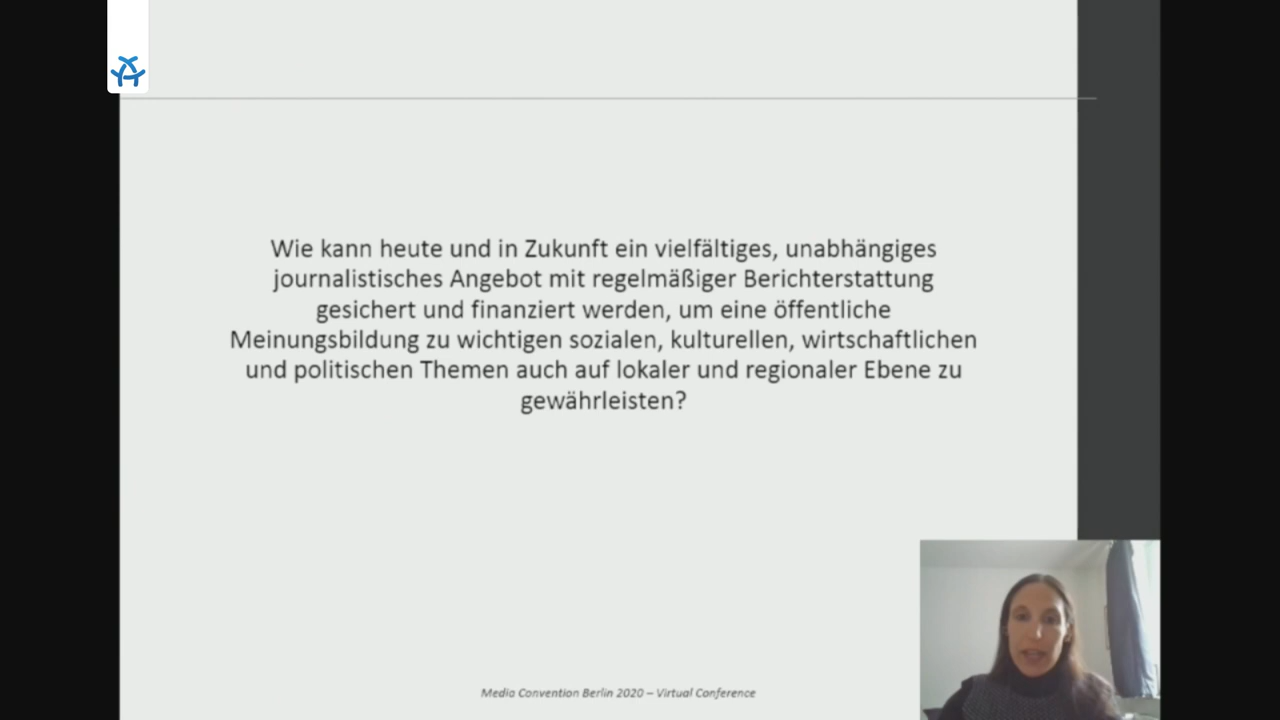 Wie kann heute und in Zukunft ein vielfältiges, unabhängiges
journalistisches Angebot mit regelmäßiger Berichterstattung
gesichert und finanziert werden, um eine öffentliche
Meinungsbildung zu wichtigen sozialen, kulturellen, wirtschaftlichen
und politischen Themen auch auf lokaler und regionaler Ebene zu
gewährleisten?
Media Convention Berlin 2020 – Virtual Conference